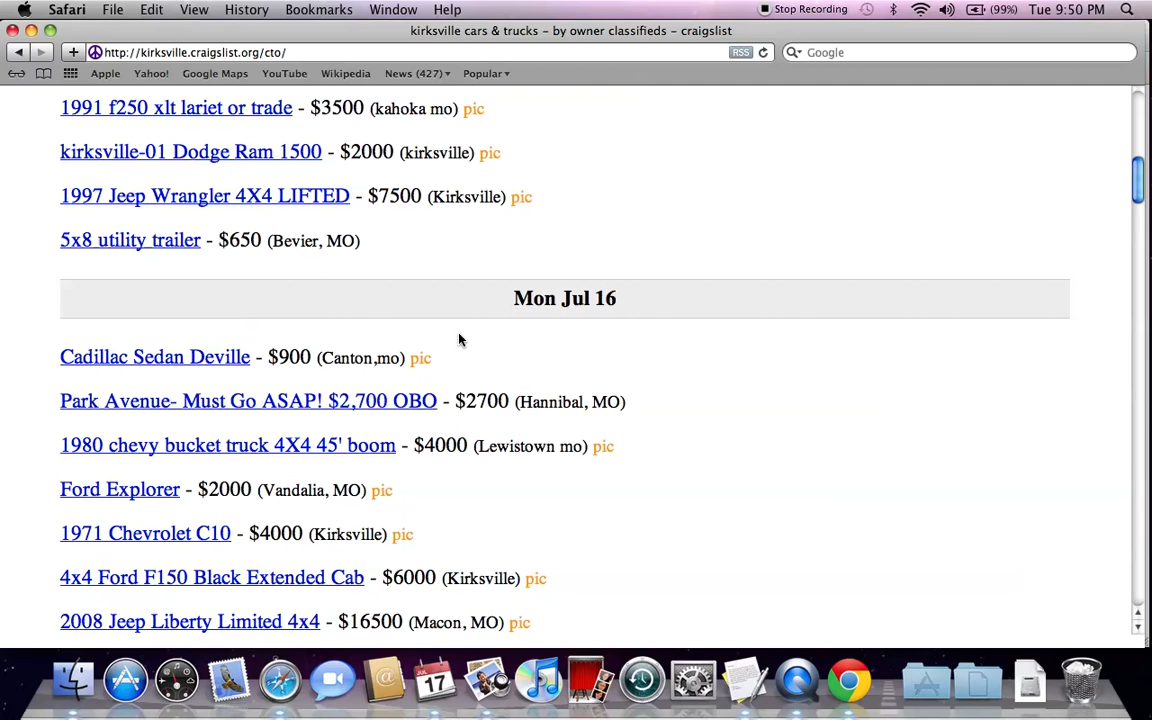 Safari File Edit View History Bookmarks Window Help Stop Recording (99%) Tue 9:50 PM
kirksville cars & trucks - by owner classifieds - craigslist
http://kirksville.craigslist.org/cto/ RSS Google
Apple Yahoo! Google Maps YouTube Wikipedia News (427) Popular
1991 f250 xlt lariet or trade - $3500 (kahoka mo) pic
kirksville-01 Dodge Ram 1500 - $2000 (kirksville) pic
1997 Jeep Wrangler 4X4 LIFTED - $7500 (Kirksville) pic
5x8 utility trailer - $650 (Bevier, MO)
Mon Jul 16
Cadillac Sedan Deville - $900 (Canton,mo) pic
Park Avenue- Must Go ASAP! $2,700 OBO - $2700 (Hannibal, MO)
1980 chevy bucket truck 4X4 45' boom - $4000 (Lewistown mo) pic
Ford Explorer - $2000 (Vandalia, MO) pic
1971 Chevrolet C10 - $4000 (Kirksville) pic
4x4 Ford F150 Black Extended Cab - $6000 (Kirksville) pic
2008 Jeep Liberty Limited 4x4 - $16500 (Macon, MO) pic
17